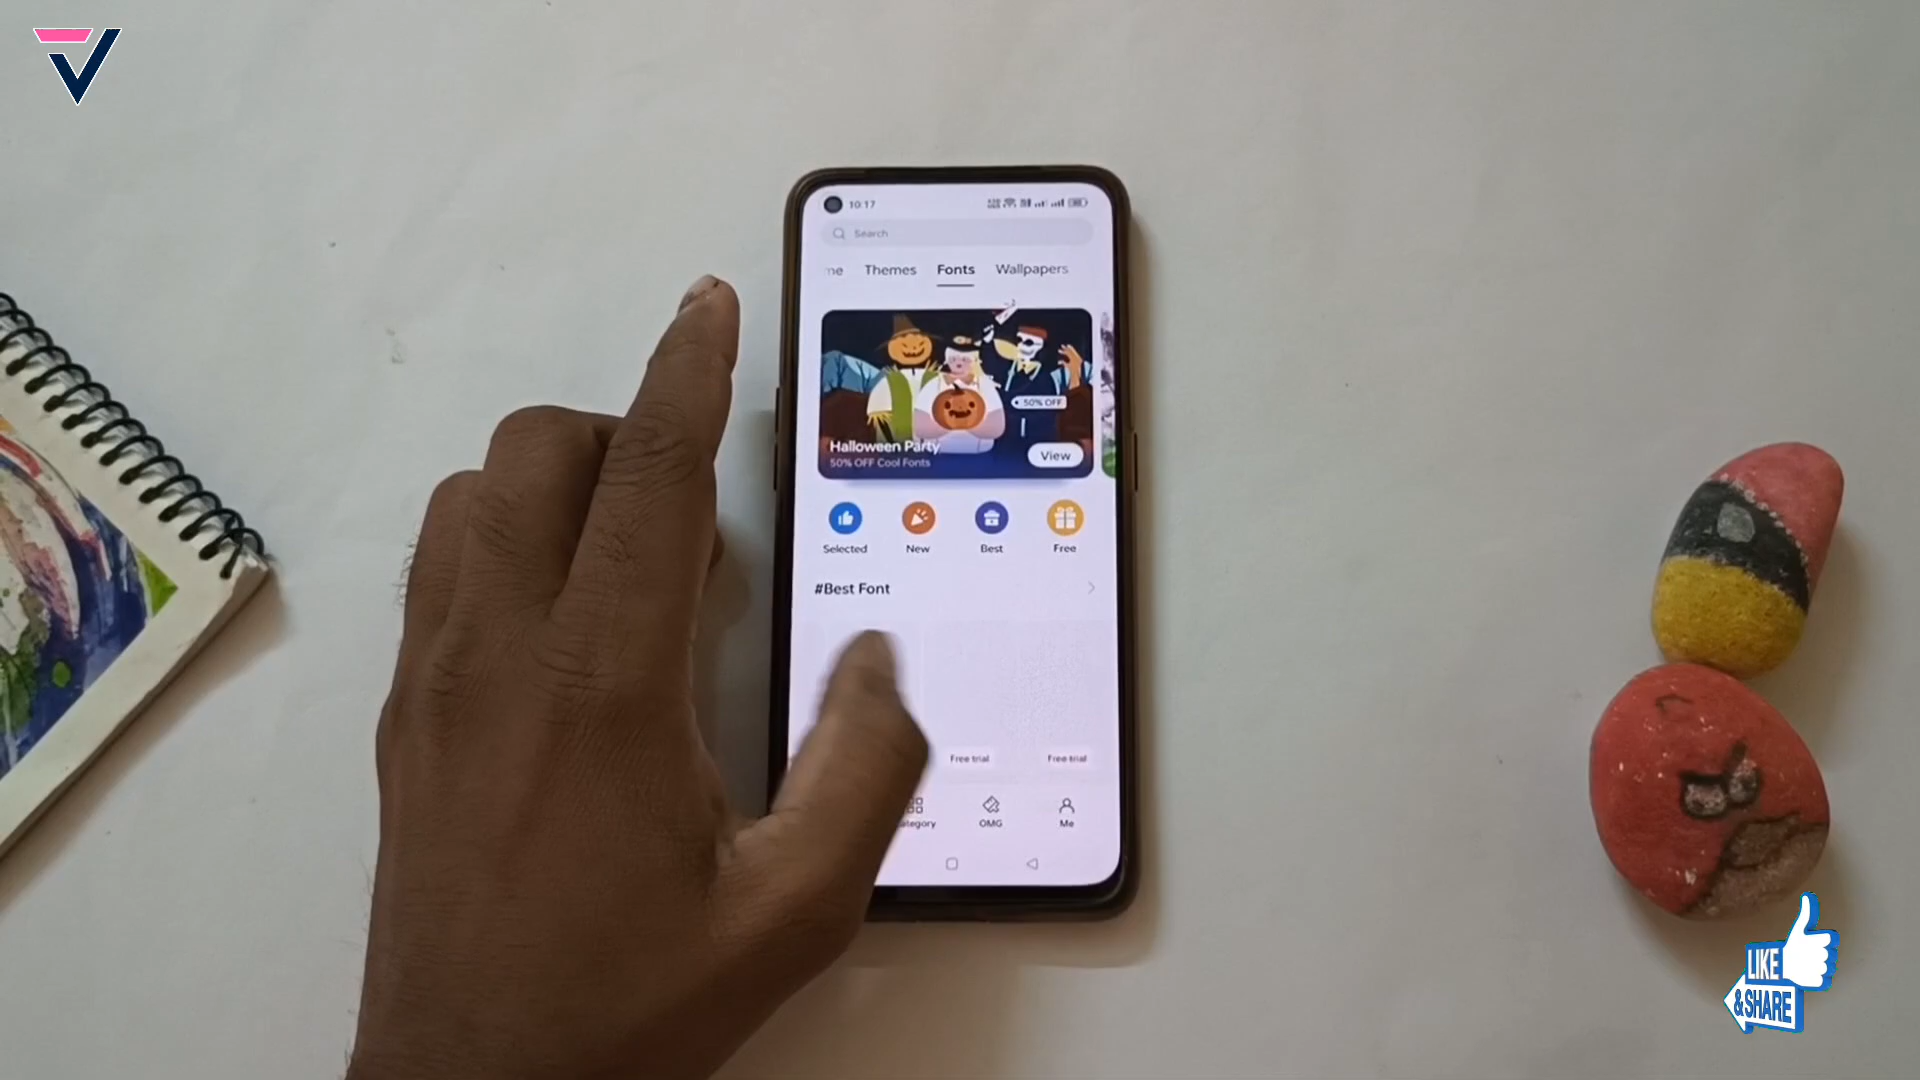 10:17
Search
me Themes Fonts Wallpapers
50% OFF
Halloween Party
50% OFF Cool Fonts
View
Selected New Best Free
#Best Font
Free trial Free trial
ategory OMG Me
LIKE
& SHARE